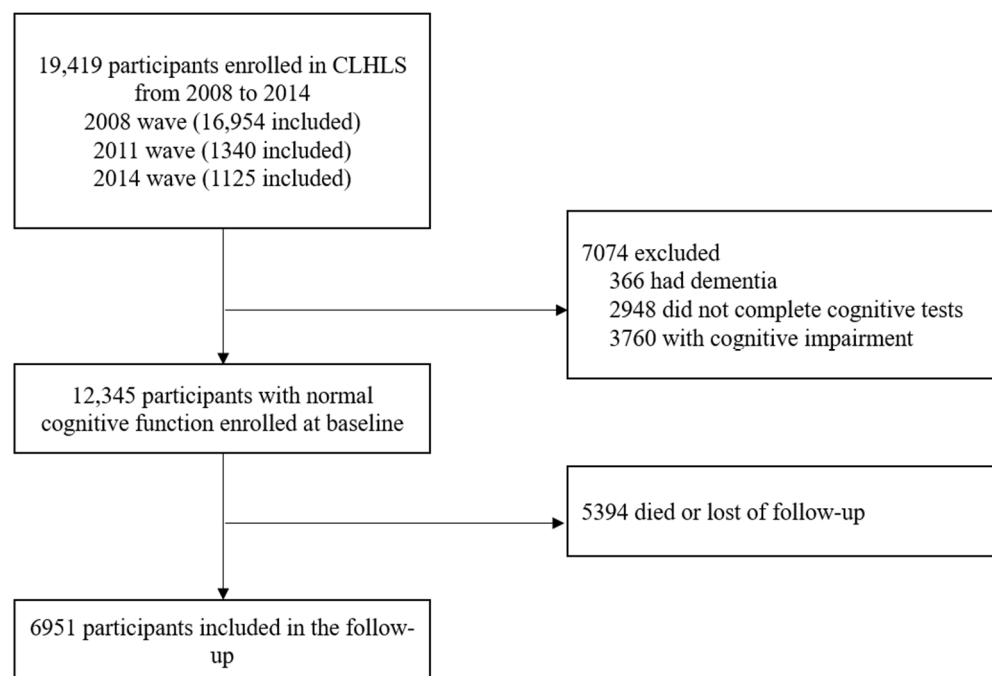 19,419 participants enrolled in CLHLS
from 2008 to 2014
2008 wave (16,954 included)
2011 wave (1340 included)
2014 wave (1125 included)
7074 excluded
366 had dementia
2948 did not complete cognitive tests
3760 with cognitive impairment
12,345 participants with normal
cognitive function enrolled at baseline
5394 died or lost of follow-up
6951 participants included in the follow-
up